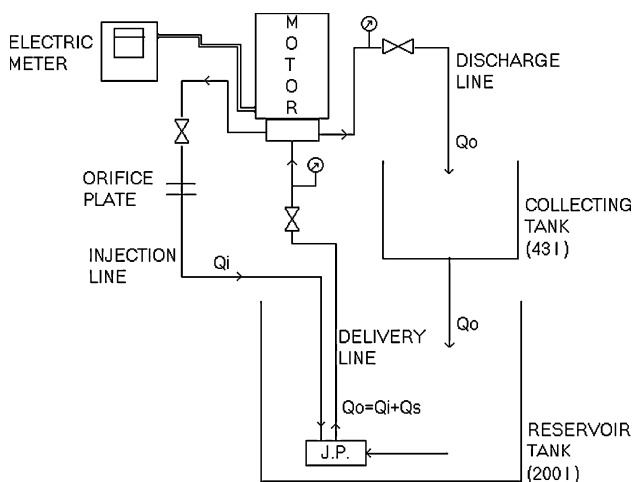 ELECTRIC
METER
MOTOR
DISCHARGE
LINE
Qo
ORIFICE
PLATE
COLLECTING
TANK
(43l)
INJECTION
LINE
Qi
Qo
DELIVERY
LINE
Qo=Qi+Qs
J.P.
RESERVOIR
TANK
(200l)